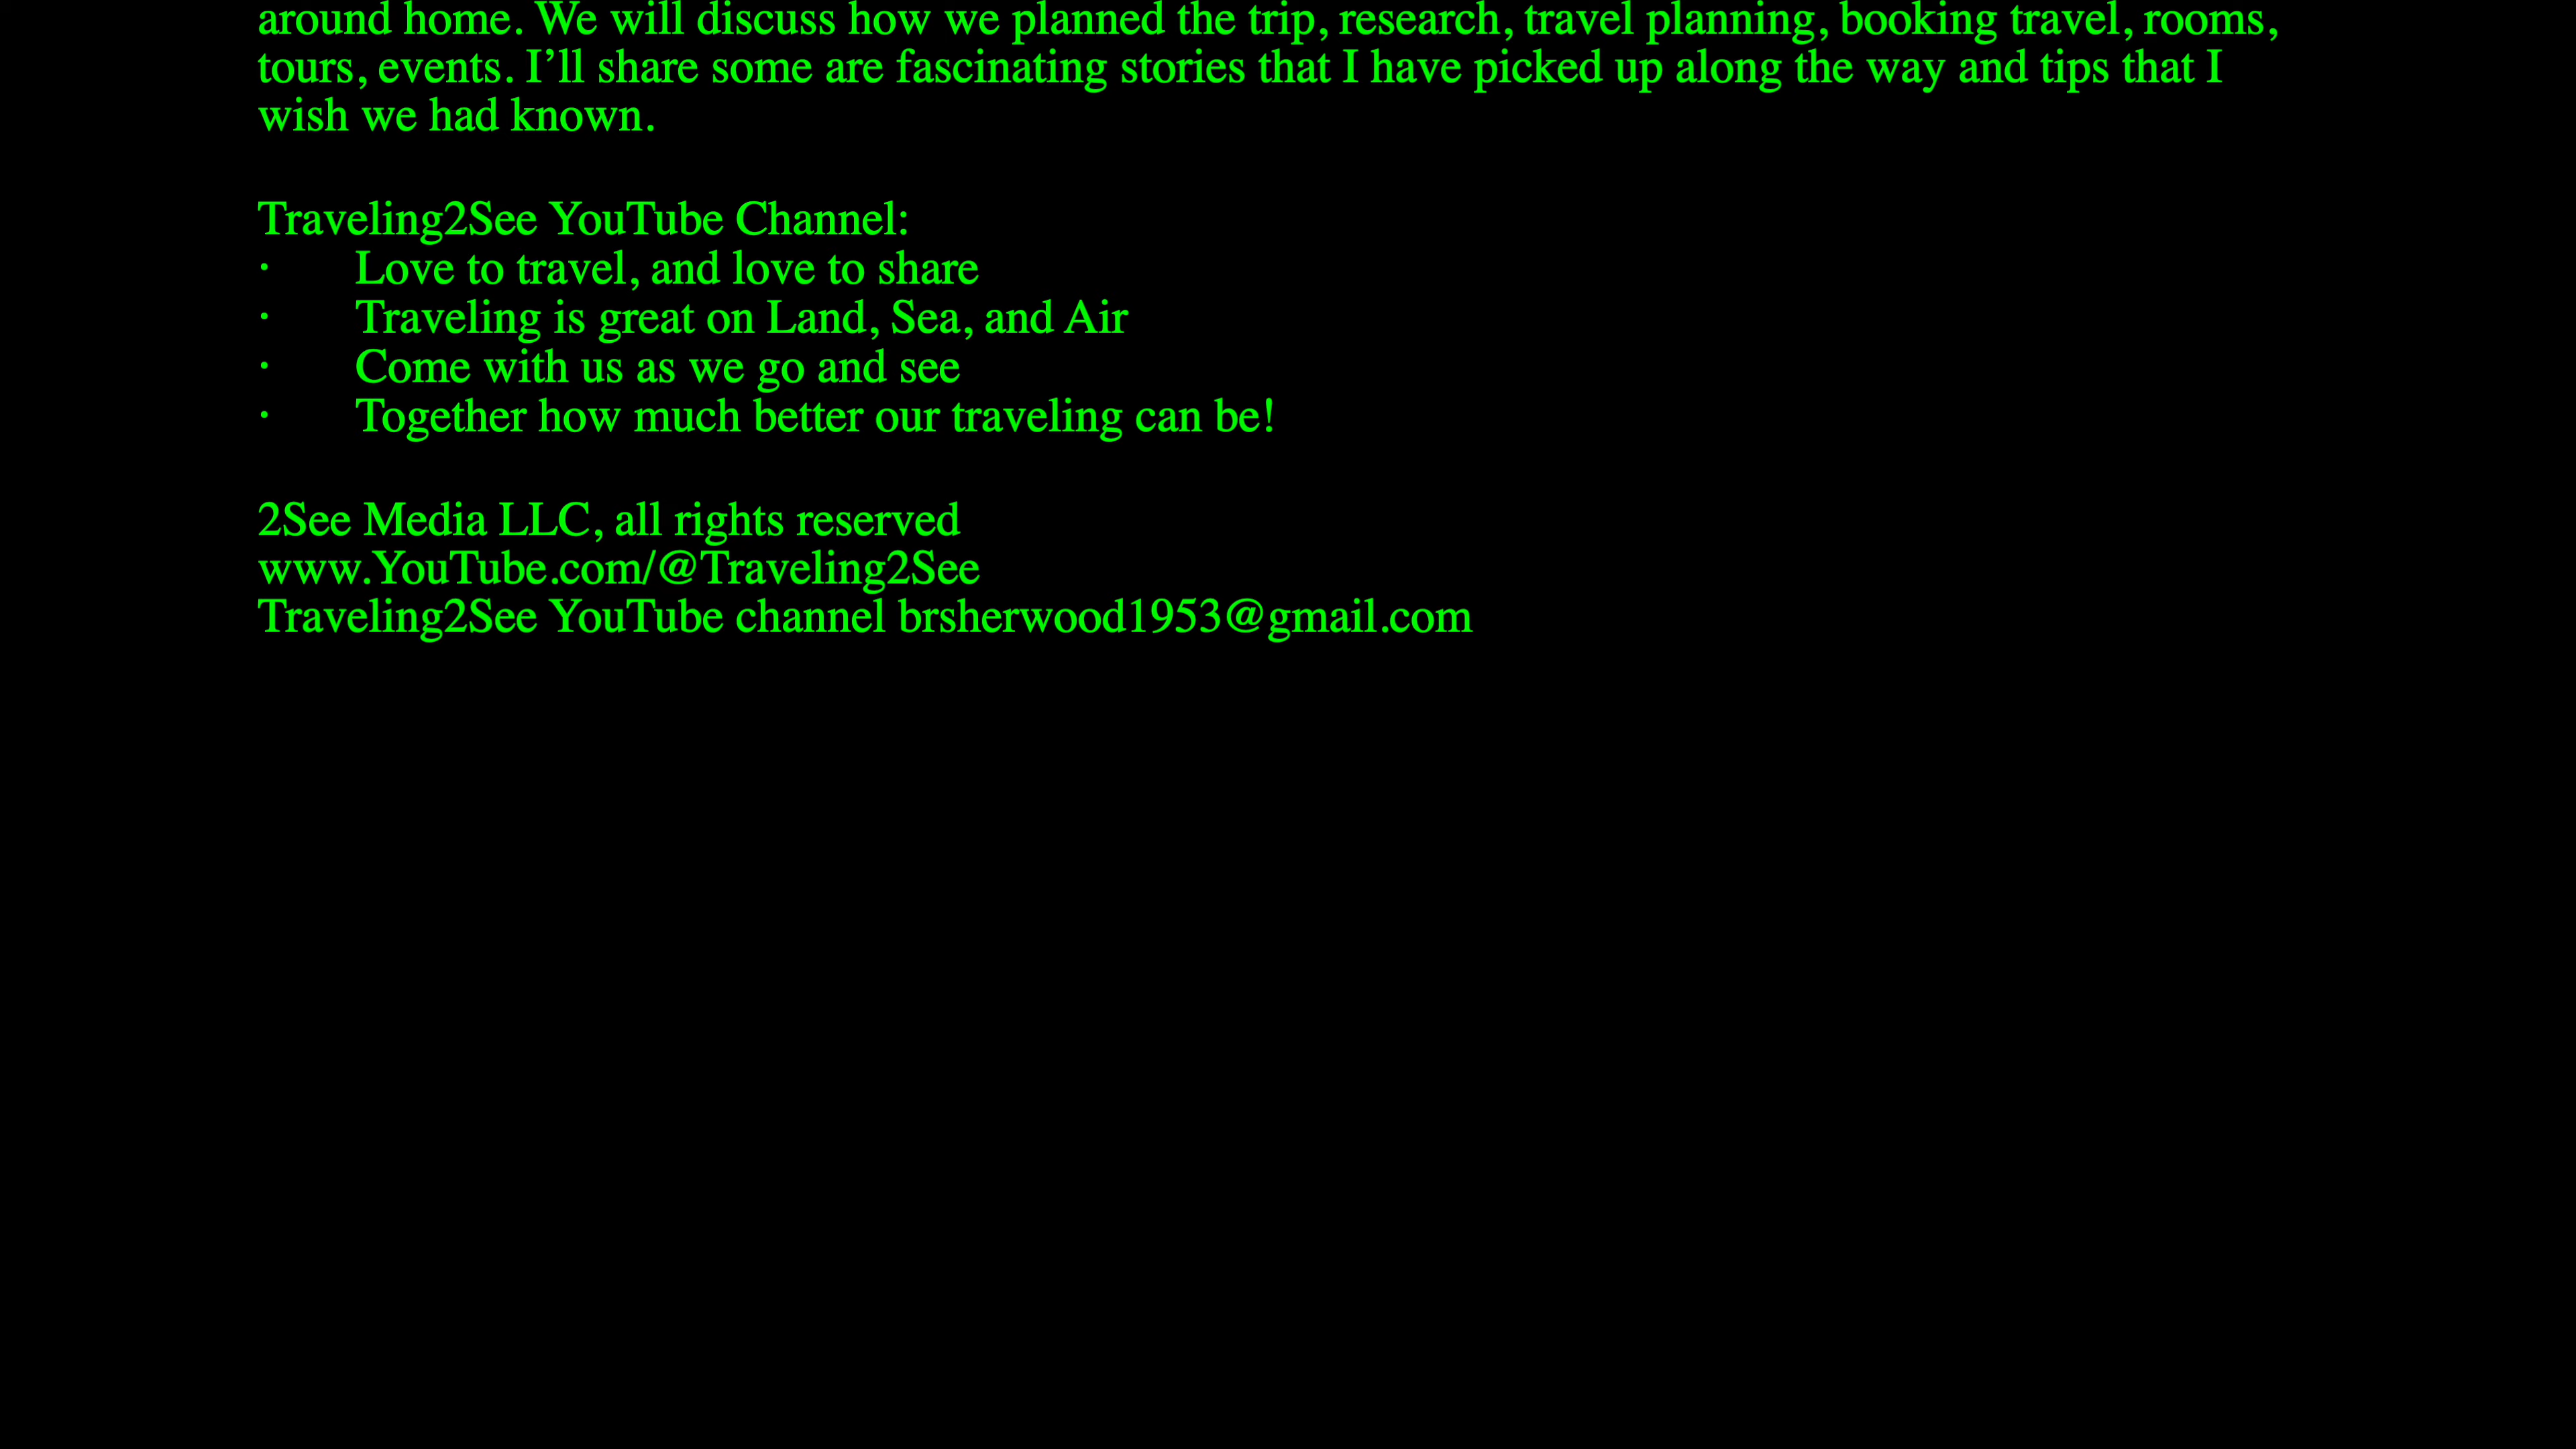 around home. We will discuss how we planned the trip, research, travel planning, booking travel, rooms,
tours, events. I’ll share some are fascinating stories that I have picked up along the way and tips that I
wish we had known.
Traveling2See YouTube Channel:
· Love to travel, and love to share
· Traveling is great on Land, Sea, and Air
· Come with us as we go and see
· Together how much better our traveling can be!
2See Media LLC, all rights reserved
www.YouTube.com/@Traveling2See
Traveling2See YouTube channel brsherwood1953@gmail.com